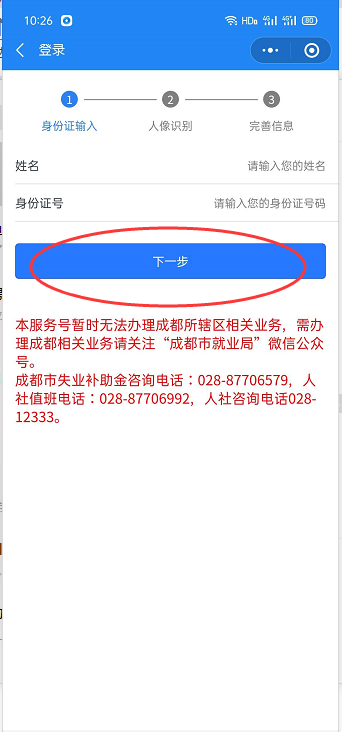 10:26 HDB 4G 4G 80
登录
1 2 3
身份证输入 人像识别 完善信息
姓名 请输入您的姓名
身份证号 请输入您的身份证号码
下一步
本服务号暂时无法办理成都所辖区相关业务，需办
理成都相关业务请关注“成都市就业局”微信公众
号。
成都市失业补助金咨询电话：028-87706579，人
社值班电话：028-87706992，人社咨询电话028-
12333。